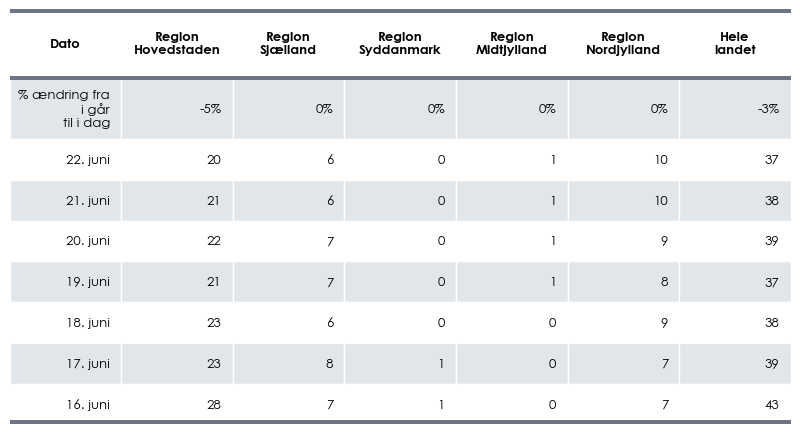 Dato Region Hovedstaden Region Sjælland Region Syddanmark Region Midtjylland Region Nordjylland Hele landet
% ændring fra i går til i dag -5% 0% 0% 0% 0% -3%
22. juni 20 6 0 1 10 37
21. juni 21 6 0 1 10 38
20. juni 22 7 0 1 9 39
19. juni 21 7 0 1 8 37
18. juni 23 6 0 0 9 38
17. juni 23 8 1 0 7 39
16. juni 28 7 1 0 7 43